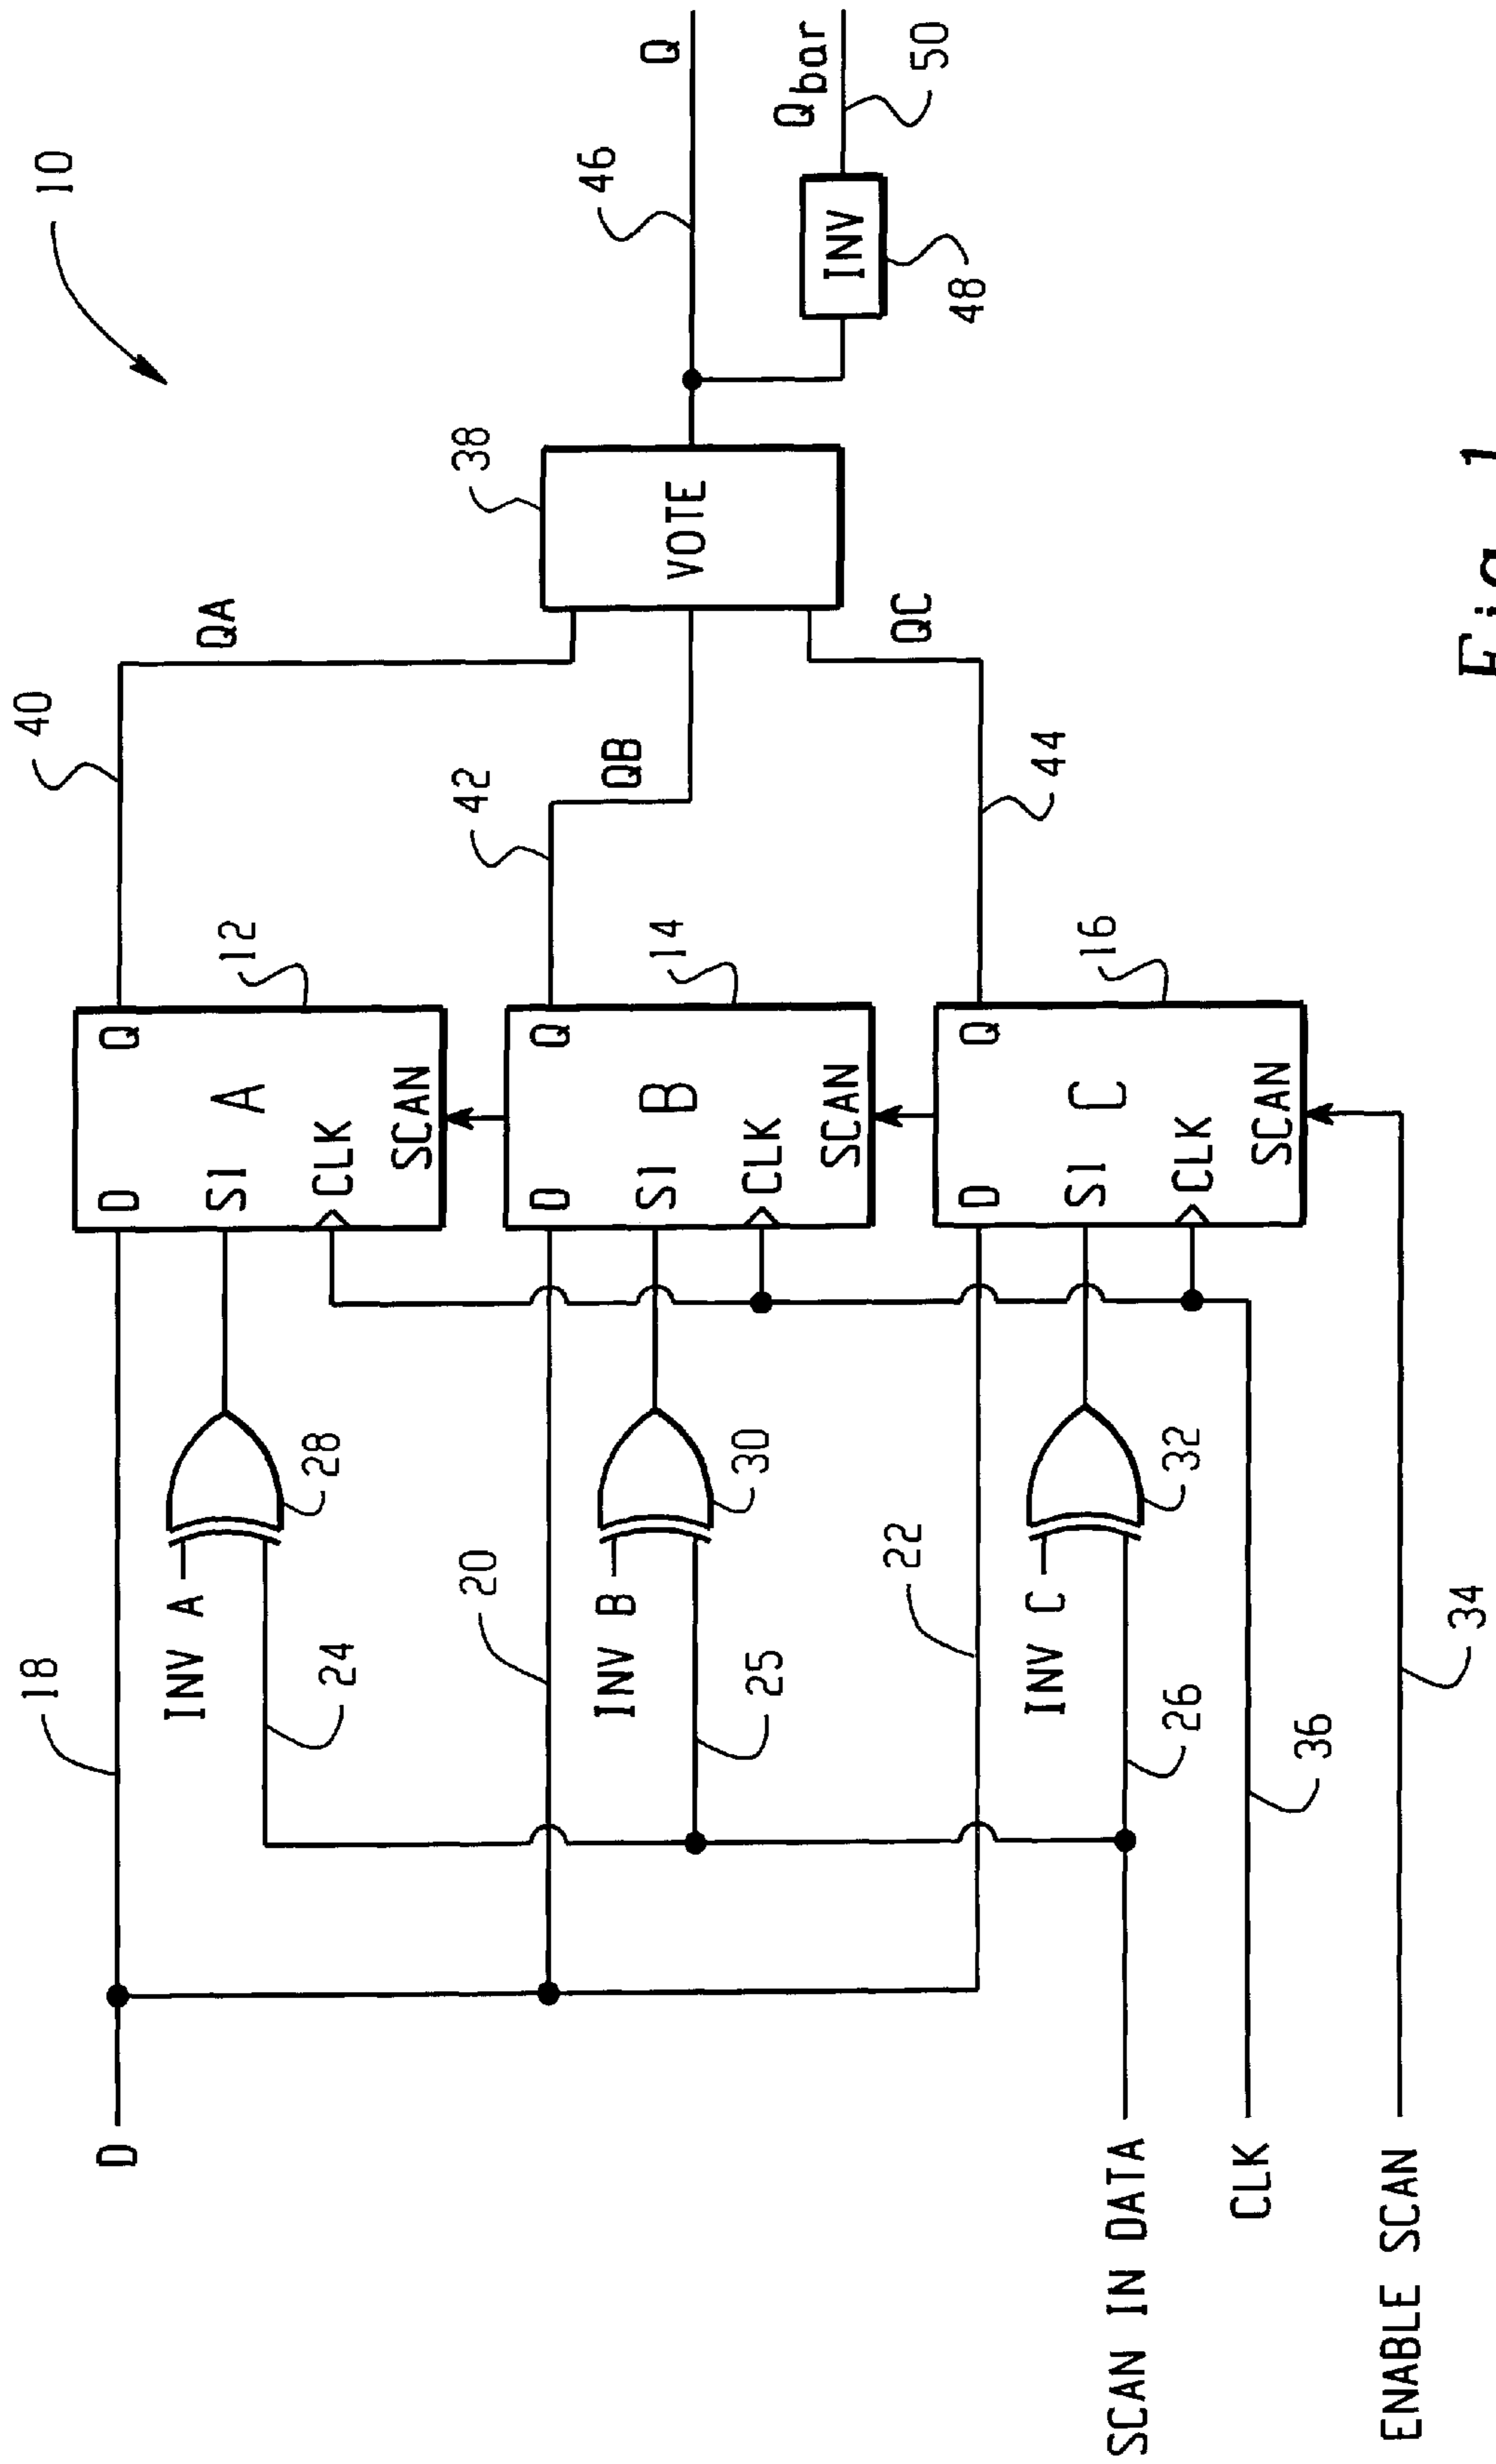 10
40
QA
18
D
D
Q
A
SI
CLK
SCAN
12
INV A
24
28
38
VOTE
46
Q
Qbar
INV
48
50
42
QB
20
D
Q
B
SI
CLK
SCAN
14
INV B
25
30
QC
44
22
D
Q
C
SI
CLK
SCAN
16
INV C
26
32
SCAN IN DATA
CLK
36
ENABLE SCAN
34
Fig. 1